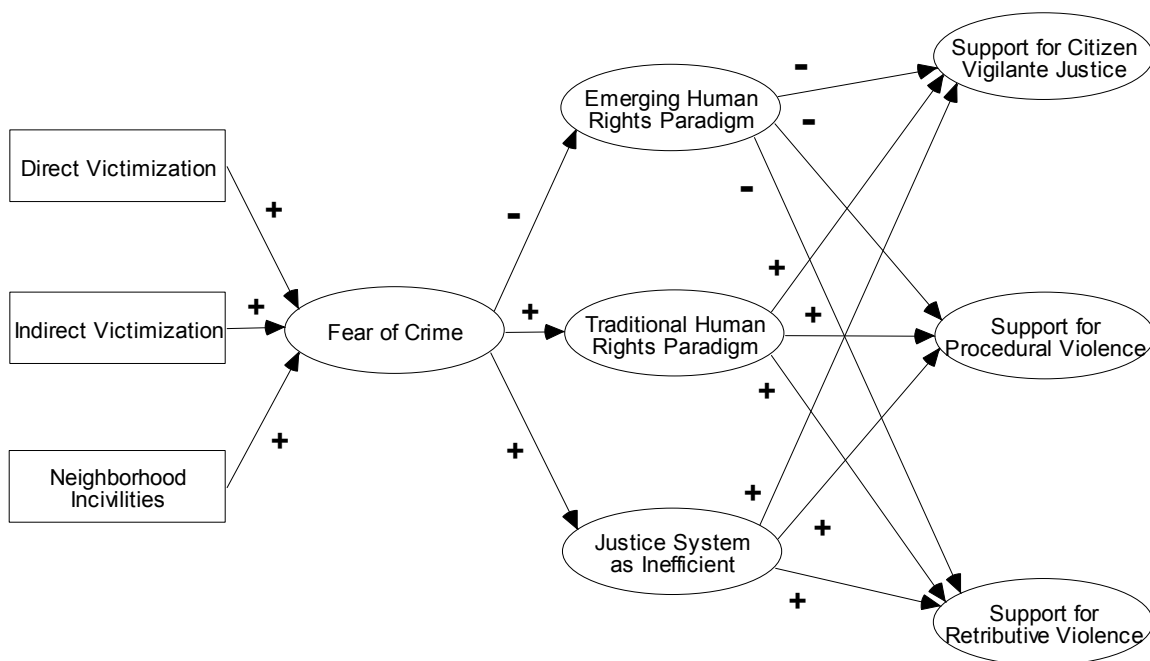 Support for Citizen
Vigilante Justice
-
Emerging Human
Rights Paradigm
-
Direct Victimization
-
+
-
+
+
Indirect Victimization
Fear of Crime
+
Traditional Human
Rights Paradigm
+
Support for
Procedural Violence
+
+
+
Neighborhood
Incivilities
+
+
Justice System
as Inefficient
+
+
Support for
Retributive Violence